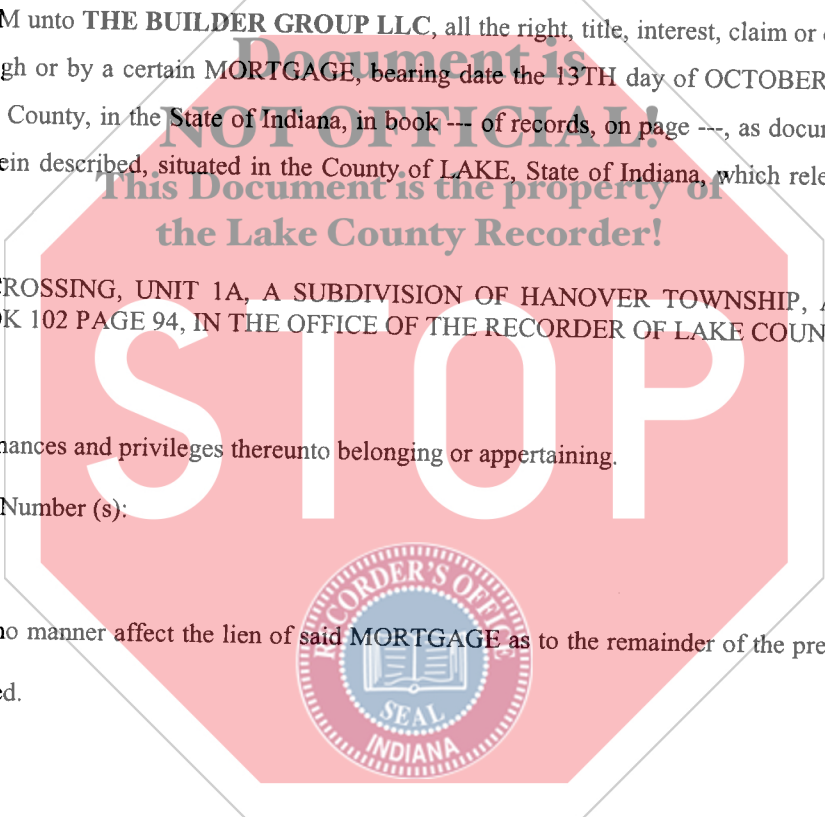 M unto THE BUILDER GROUP LLC, all the right, title, interest, claim or
Document is
gh or by a certain MORTGAGE, bearing date the 13TH day of OCTOBER
NOT OFFICIAL!
County, in the State of Indiana, in book --- of records, on page ---, as docu
ein described, situated in the County of LAKE, State of Indiana, which rele
This Document is the property of
the Lake County Recorder!
ROSSING, UNIT 1A, A SUBDIVISION OF HANOVER TOWNSHIP,
K 102 PAGE 94, IN THE OFFICE OF THE RECORDER OF LAKE COUN
STOP
nances and privileges thereunto belonging or appertaining.
Number (s):
RECORDER'S OFFICE
no manner affect the lien of said MORTGAGE as to the remainder of the pre
ed.
SEAL
INDIANA